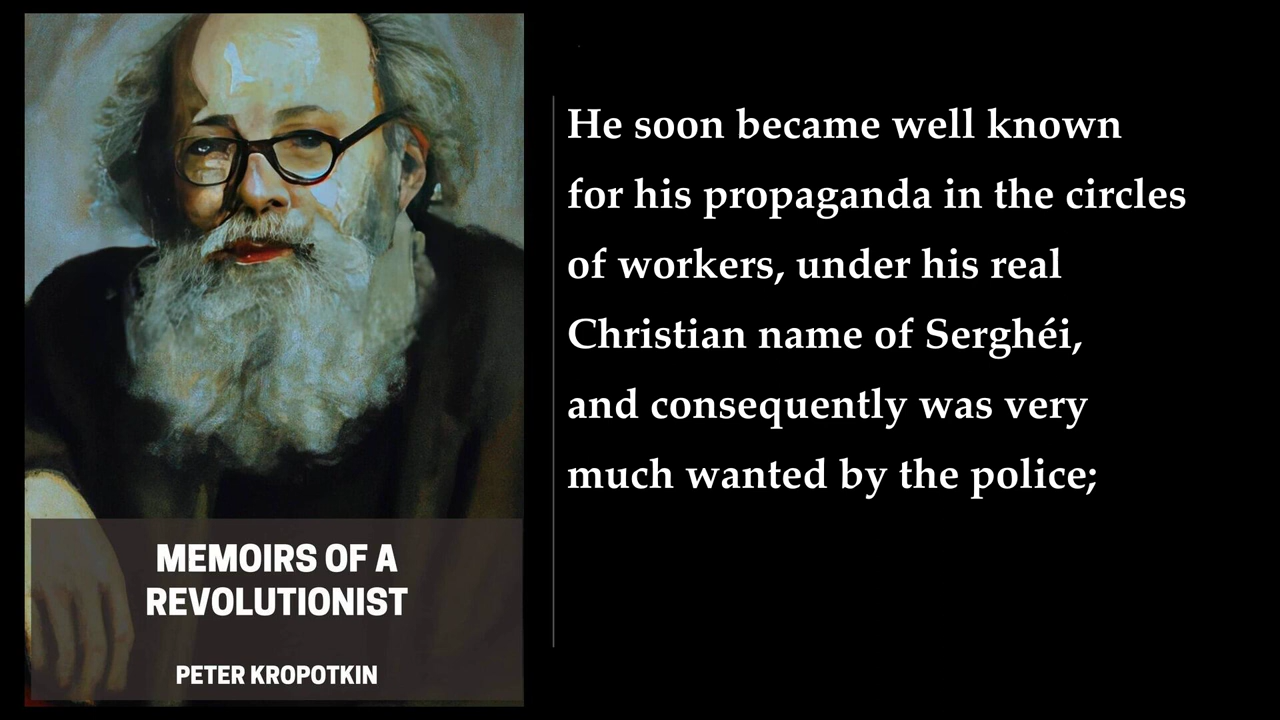 He soon became well known
for his propaganda in the circles
of workers, under his real
Christian name of Serghéi,
and consequently was very
much wanted by the police;
MEMOIRS OF A
REVOLUTIONIST
PETER KROPOTKIN